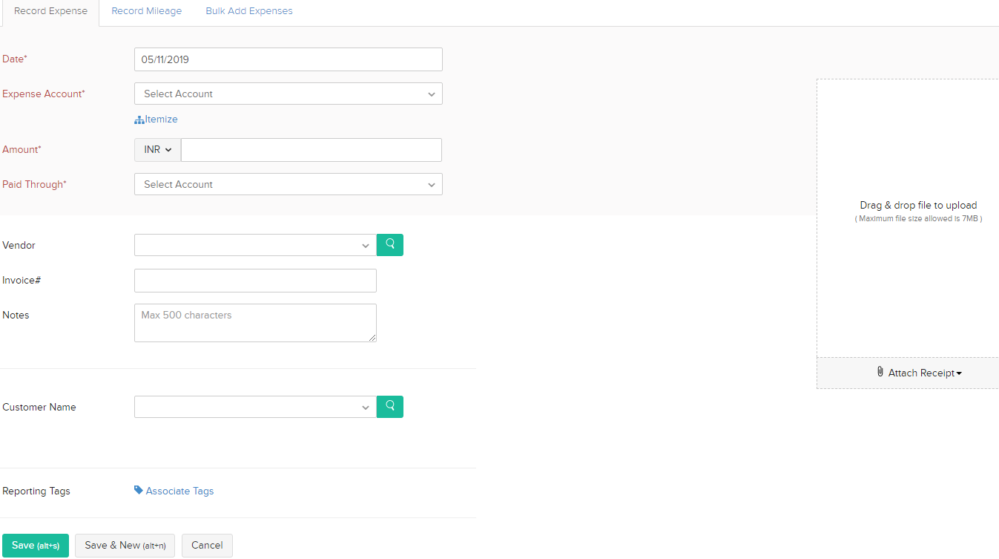 Record Expense Record Mileage Bulk Add Expenses
Date* 05/11/2019
Expense Account* Select Account
Itemize
Amount* INR
Paid Through* Select Account
Drag & drop file to upload
( Maximum file size allowed is 7MB )
Vendor
Invoice#
Notes Max 500 characters
Attach Receipt
Customer Name
Reporting Tags Associate Tags
Save (alt+s) Save & New (alt+n) Cancel